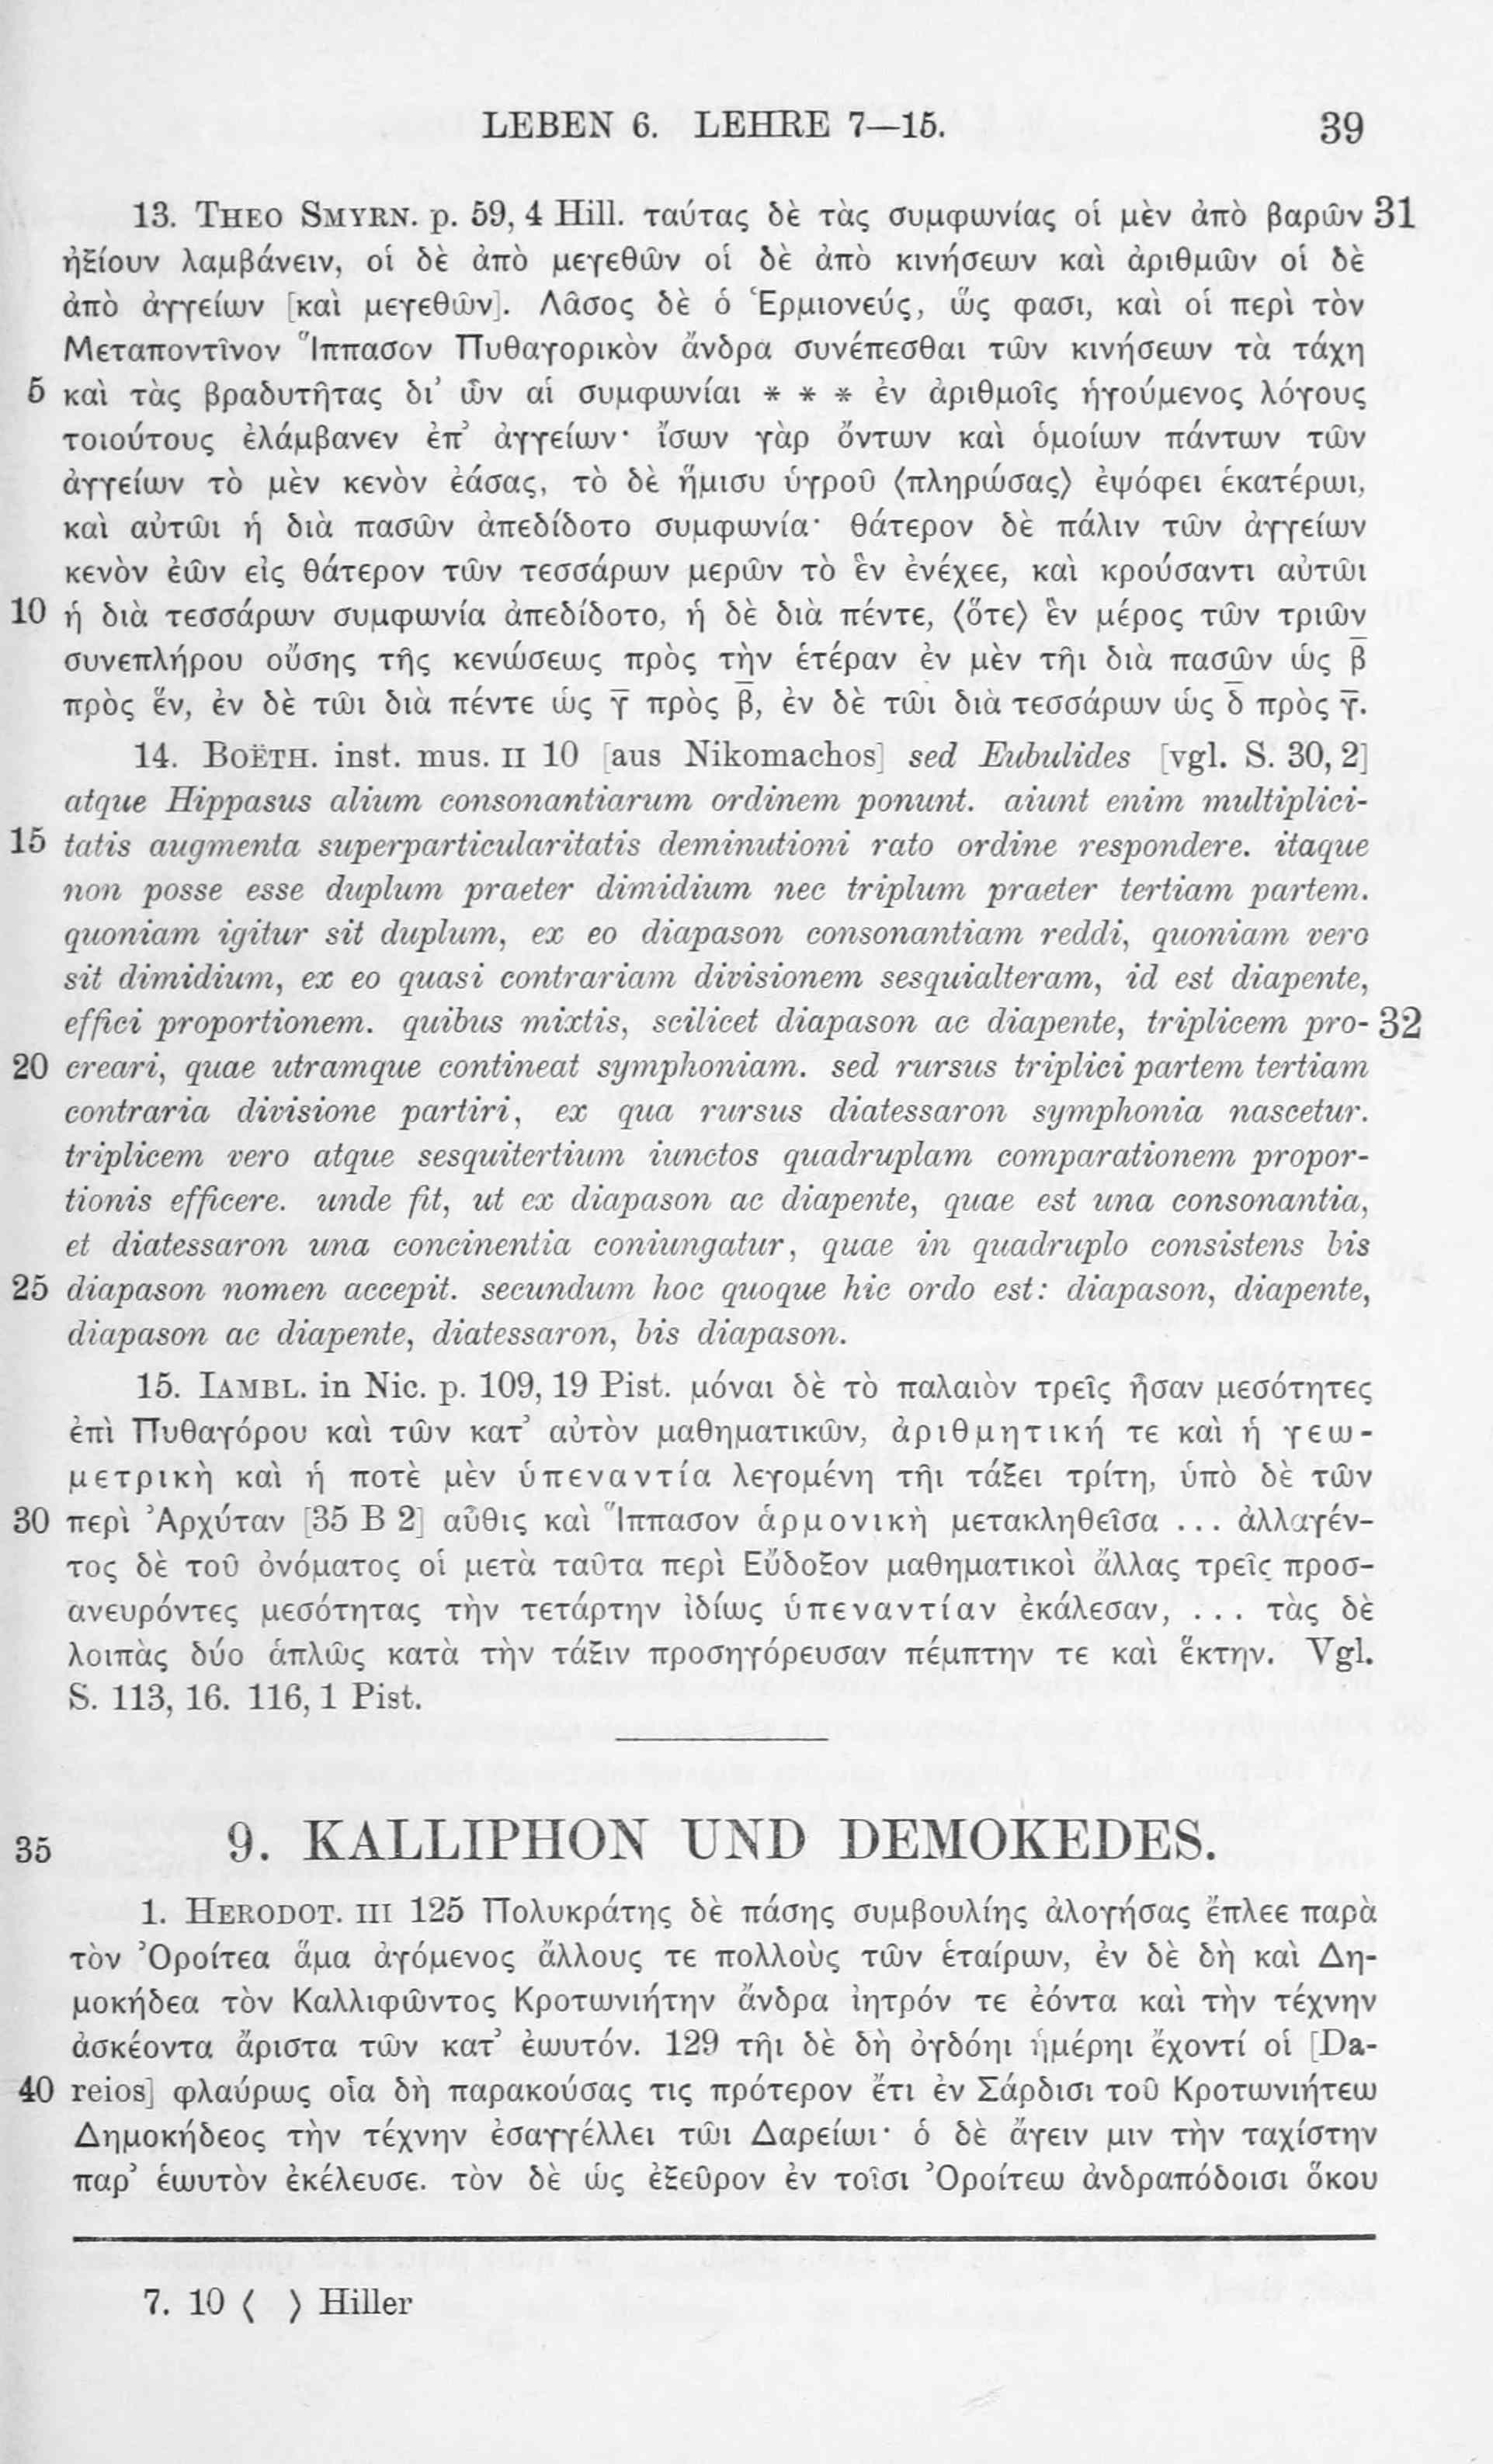 LEBEN 6. LEHRE 7—15. 39
13. THEO SMYRN. p. 59, 4 Hill. ταύτας δὲ τὰς συμφωνίας οἱ μὲν ἀπὸ βαρῶν 31
ἠξίουν λαμβάνειν, οἱ δὲ ἀπὸ μεγεθῶν οἱ δὲ ἀπὸ κινήσεων καὶ ἀριθμῶν οἱ δὲ
ἀπὸ ἀγγείων [καὶ μεγεθῶν]. Λᾶσος δὲ ὁ Ἑρμιονεύς, ὥς φασι, καὶ οἱ περὶ τὸν
Μεταποντῖνον Ἵππασον Πυθαγορικὸν ἄνδρα συνέπεσθαι τῶν κινήσεων τὰ τάχη
5 καὶ τὰς βραδυτῆτας δι’ ὧν αἱ συμφωνίαι * * * ἐν ἀριθμοῖς ἡγούμενος λόγους
τοιούτους ἐλάμβανεν ἐπ’ ἀγγείων· ἴσων γὰρ ὄντων καὶ ὁμοίων πάντων τῶν
ἀγγείων τὸ μὲν κενὸν ἐάσας, τὸ δὲ ἥμισυ ὑγροῦ ⟨πληρώσας⟩ ἐψόφει ἑκατέρωι,
καὶ αὐτῶι ἡ διὰ πασῶν ἀπεδίδοτο συμφωνία· θάτερον δὲ πάλιν τῶν ἀγγείων
κενὸν ἐῶν εἰς θάτερον τῶν τεσσάρων μερῶν τὸ ἓν ἐνέχεε, καὶ κρούσαντι αὐτῶι
10 ἡ διὰ τεσσάρων συμφωνία ἀπεδίδοτο, ἡ δὲ διὰ πέντε, ⟨ὅτε⟩ ἓν μέρος τῶν τριῶν
συνεπλήρου οὔσης τῆς κενώσεως πρὸς τὴν ἑτέραν ἐν μὲν τῆι διὰ πασῶν ὡς β̅
πρὸς ἕν, ἐν δὲ τῶι διὰ πέντε ὡς γ̅ πρὸς β̅, ἐν δὲ τῶι διὰ τεσσάρων ὡς δ̅ πρὸς γ̅.
14. BOËTH. inst. mus. II 10 [aus Nikomachos] sed Eubulides [vgl. S. 30, 2]
atque Hippasus alium consonantiarum ordinem ponunt. aiunt enim multiplici-
15 tatis augmenta superparticularitatis deminutioni rato ordine respondere. itaque
non posse esse duplum praeter dimidium nec triplum praeter tertiam partem.
quoniam igitur sit duplum, ex eo diapason consonantiam reddi, quoniam vero
sit dimidium, ex eo quasi contrariam divisionem sesquialteram, id est diapente,
effici proportionem. quibus mixtis, scilicet diapason ac diapente, triplicem pro- 32
20 creari, quae utramque contineat symphoniam. sed rursus triplici partem tertiam
contraria divisione partiri, ex qua rursus diatessaron symphonia nascetur.
triplicem vero atque sesquitertium iunctos quadruplam comparationem propor-
tionis efficere. unde fit, ut ex diapason ac diapente, quae est una consonantia,
et diatessaron una concinentia coniungatur, quae in quadruplo consistens bis
25 diapason nomen accepit. secundum hoc quoque hic ordo est: diapason, diapente,
diapason ac diapente, diatessaron, bis diapason.
15. IAMBL. in Nic. p. 109, 19 Pist. μόναι δὲ τὸ παλαιὸν τρεῖς ἦσαν μεσότητες
ἐπὶ Πυθαγόρου καὶ τῶν κατ’ αὐτὸν μαθηματικῶν, ἀριθμητική τε καὶ ἡ γεω-
μετρικὴ καὶ ἡ ποτὲ μὲν ὑπεναντία λεγομένη τῆι τάξει τρίτη, ὑπὸ δὲ τῶν
30 περὶ Ἀρχύταν [35 B 2] αὖθις καὶ Ἵππασον ἁρμονικὴ μετακληθεῖσα ... ἀλλαγέν-
τος δὲ τοῦ ὀνόματος οἱ μετὰ ταῦτα περὶ Εὔδοξον μαθηματικοὶ ἄλλας τρεῖς προσ-
ανευρόντες μεσότητας τὴν τετάρτην ἰδίως ὑπεναντίαν ἐκάλεσαν, ... τὰς δὲ
λοιπὰς δύο ἁπλῶς κατὰ τὴν τάξιν προσηγόρευσαν πέμπτην τε καὶ ἕκτην. Vgl.
S. 113, 16. 116, 1 Pist.
35 9. KALLIPHON UND DEMOKEDES.
1. HERODOT. III 125 Πολυκράτης δὲ πάσης συμβουλίης ἀλογήσας ἔπλεε παρὰ
τὸν Ὀροίτεα ἅμα ἀγόμενος ἄλλους τε πολλοὺς τῶν ἑταίρων, ἐν δὲ δὴ καὶ Δη-
μοκήδεα τὸν Καλλιφῶντος Κροτωνιήτην ἄνδρα ἰητρόν τε ἐόντα καὶ τὴν τέχνην
ἀσκέοντα ἄριστα τῶν κατ’ ἑωυτόν. 129 τῆι δὲ δὴ ὀγδόηι ἡμέρηι ἔχοντί οἱ [Da-
40 reios] φλαύρως οἷα δὴ παρακούσας τις πρότερον ἔτι ἐν Σάρδισι τοῦ Κροτωνιήτεω
Δημοκήδεος τὴν τέχνην ἐσαγγέλλει τῶι Δαρείωι· ὁ δὲ ἄγειν μιν τὴν ταχίστην
παρ’ ἑωυτὸν ἐκέλευσε. τὸν δὲ ὡς ἐξεῦρον ἐν τοῖσι Ὀροίτεω ἀνδραπόδοισι ὅκου
7. 10 ⟨ ⟩ Hiller